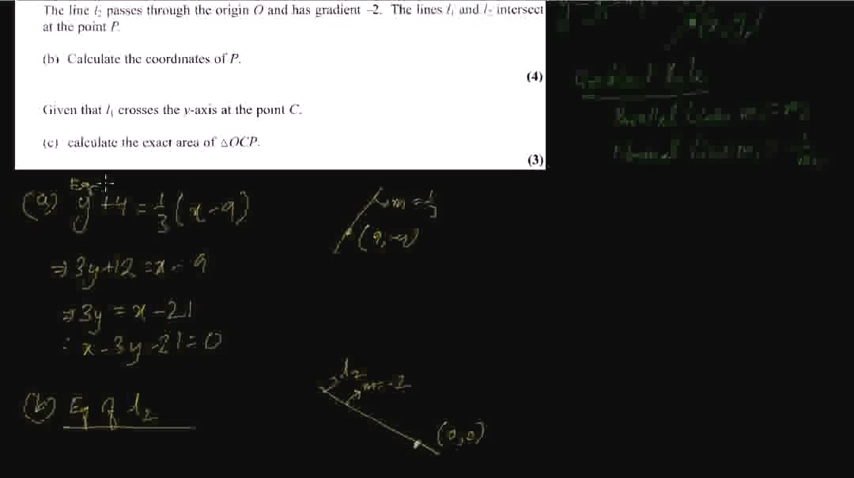 The line l₂ passes through the origin O and has gradient –2. The lines l₁ and l₂ intersect
at the point P.
(b) Calculate the coordinates of P.
(4)
Given that l₁ crosses the y-axis at the point C.
(c) calculate the exact area of △OCP.
(3)
Eq
(a) y+4 = 1/3 (x-9)
⇒ 3y+12 = x-9
⇒ 3y = x-21
∴ x-3y-21=0
m = 1/3
(9,-4)
(b) Eq of l₂
l₂
m=-2
(0,0)